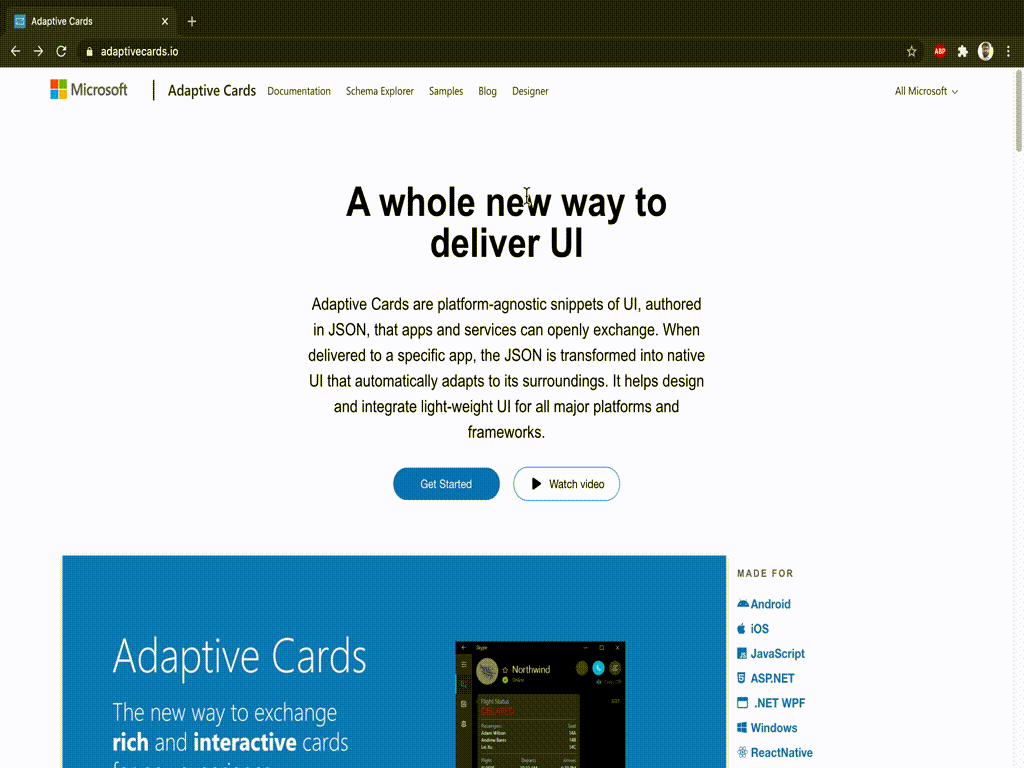 Adaptive Cards
adaptivecards.io
ABP
Microsoft
Adaptive Cards
Documentation
Schema Explorer
Samples
Blog
Designer
All Microsoft
A whole new way to
deliver UI
Adaptive Cards are platform-agnostic snippets of UI, authored
in JSON, that apps and services can openly exchange. When
delivered to a specific app, the JSON is transformed into native
UI that automatically adapts to its surroundings. It helps design
and integrate light-weight UI for all major platforms and
frameworks.
Get Started
Watch video
Adaptive Cards
The new way to exchange
rich and interactive cards
Skype
Northwind
Online
Flight Status
DELAYED
Passengers
Seat
Adam Wilson
14A
14B
14C
Flight
Departs
Arrives
MADE FOR
Android
iOS
JavaScript
ASP.NET
.NET WPF
Windows
ReactNative